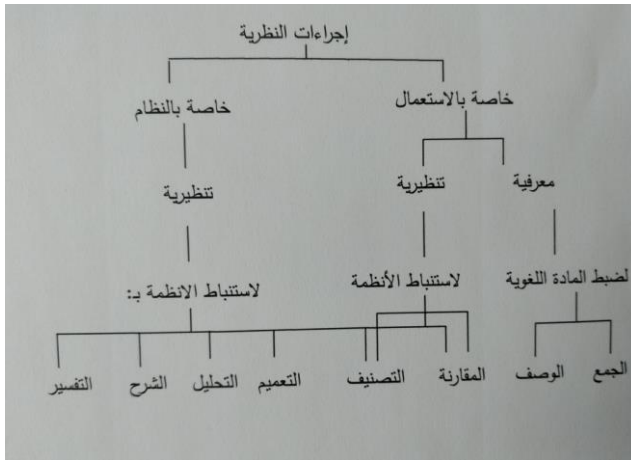 إجراءات النظرية
خاصة بالاستعمال
خاصة بالنظام
معرفية
تنظيرية
تنظيرية
لضبط المادة اللغوية
لاستنباط الأنظمة
لاستنباط الانظمة بـ:
الجمع
الوصف
المقارنة
التصنيف
التعميم
التحليل
الشرح
التفسير